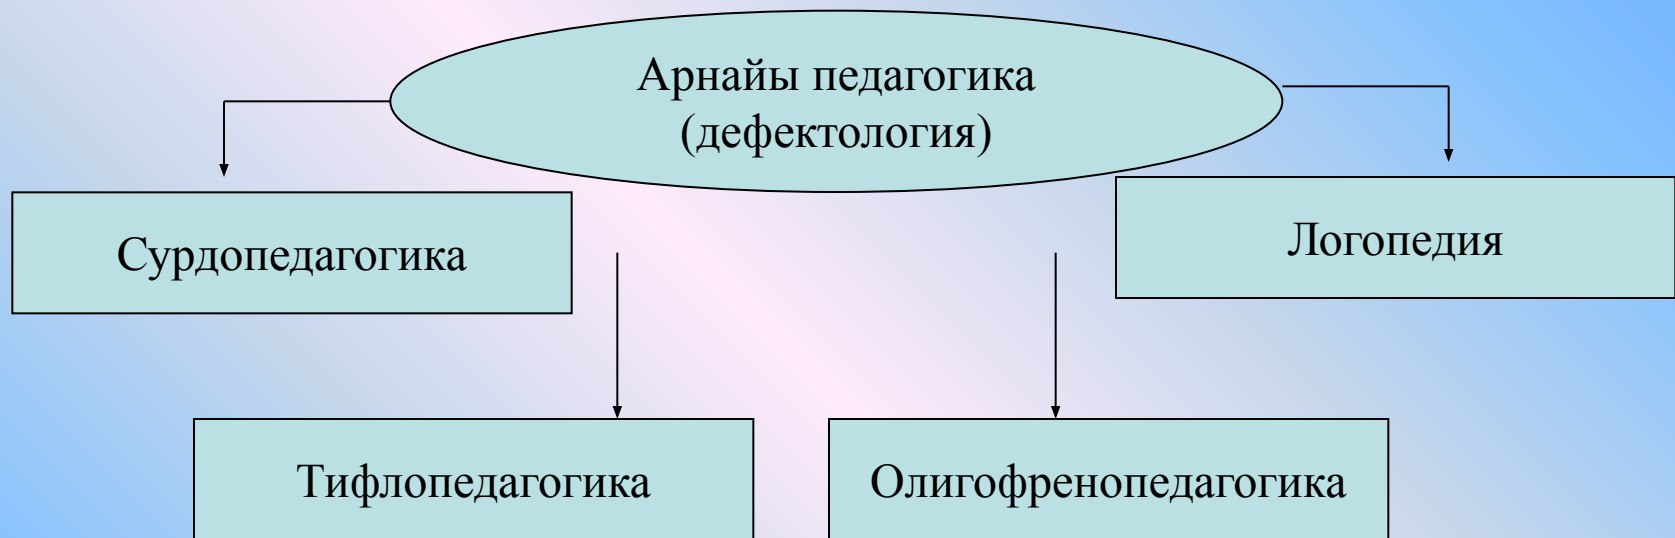 Арнайы педагогика
(дефектология)
Сурдопедагогика
Логопедия
Тифлопедагогика
Олигофренопедагогика